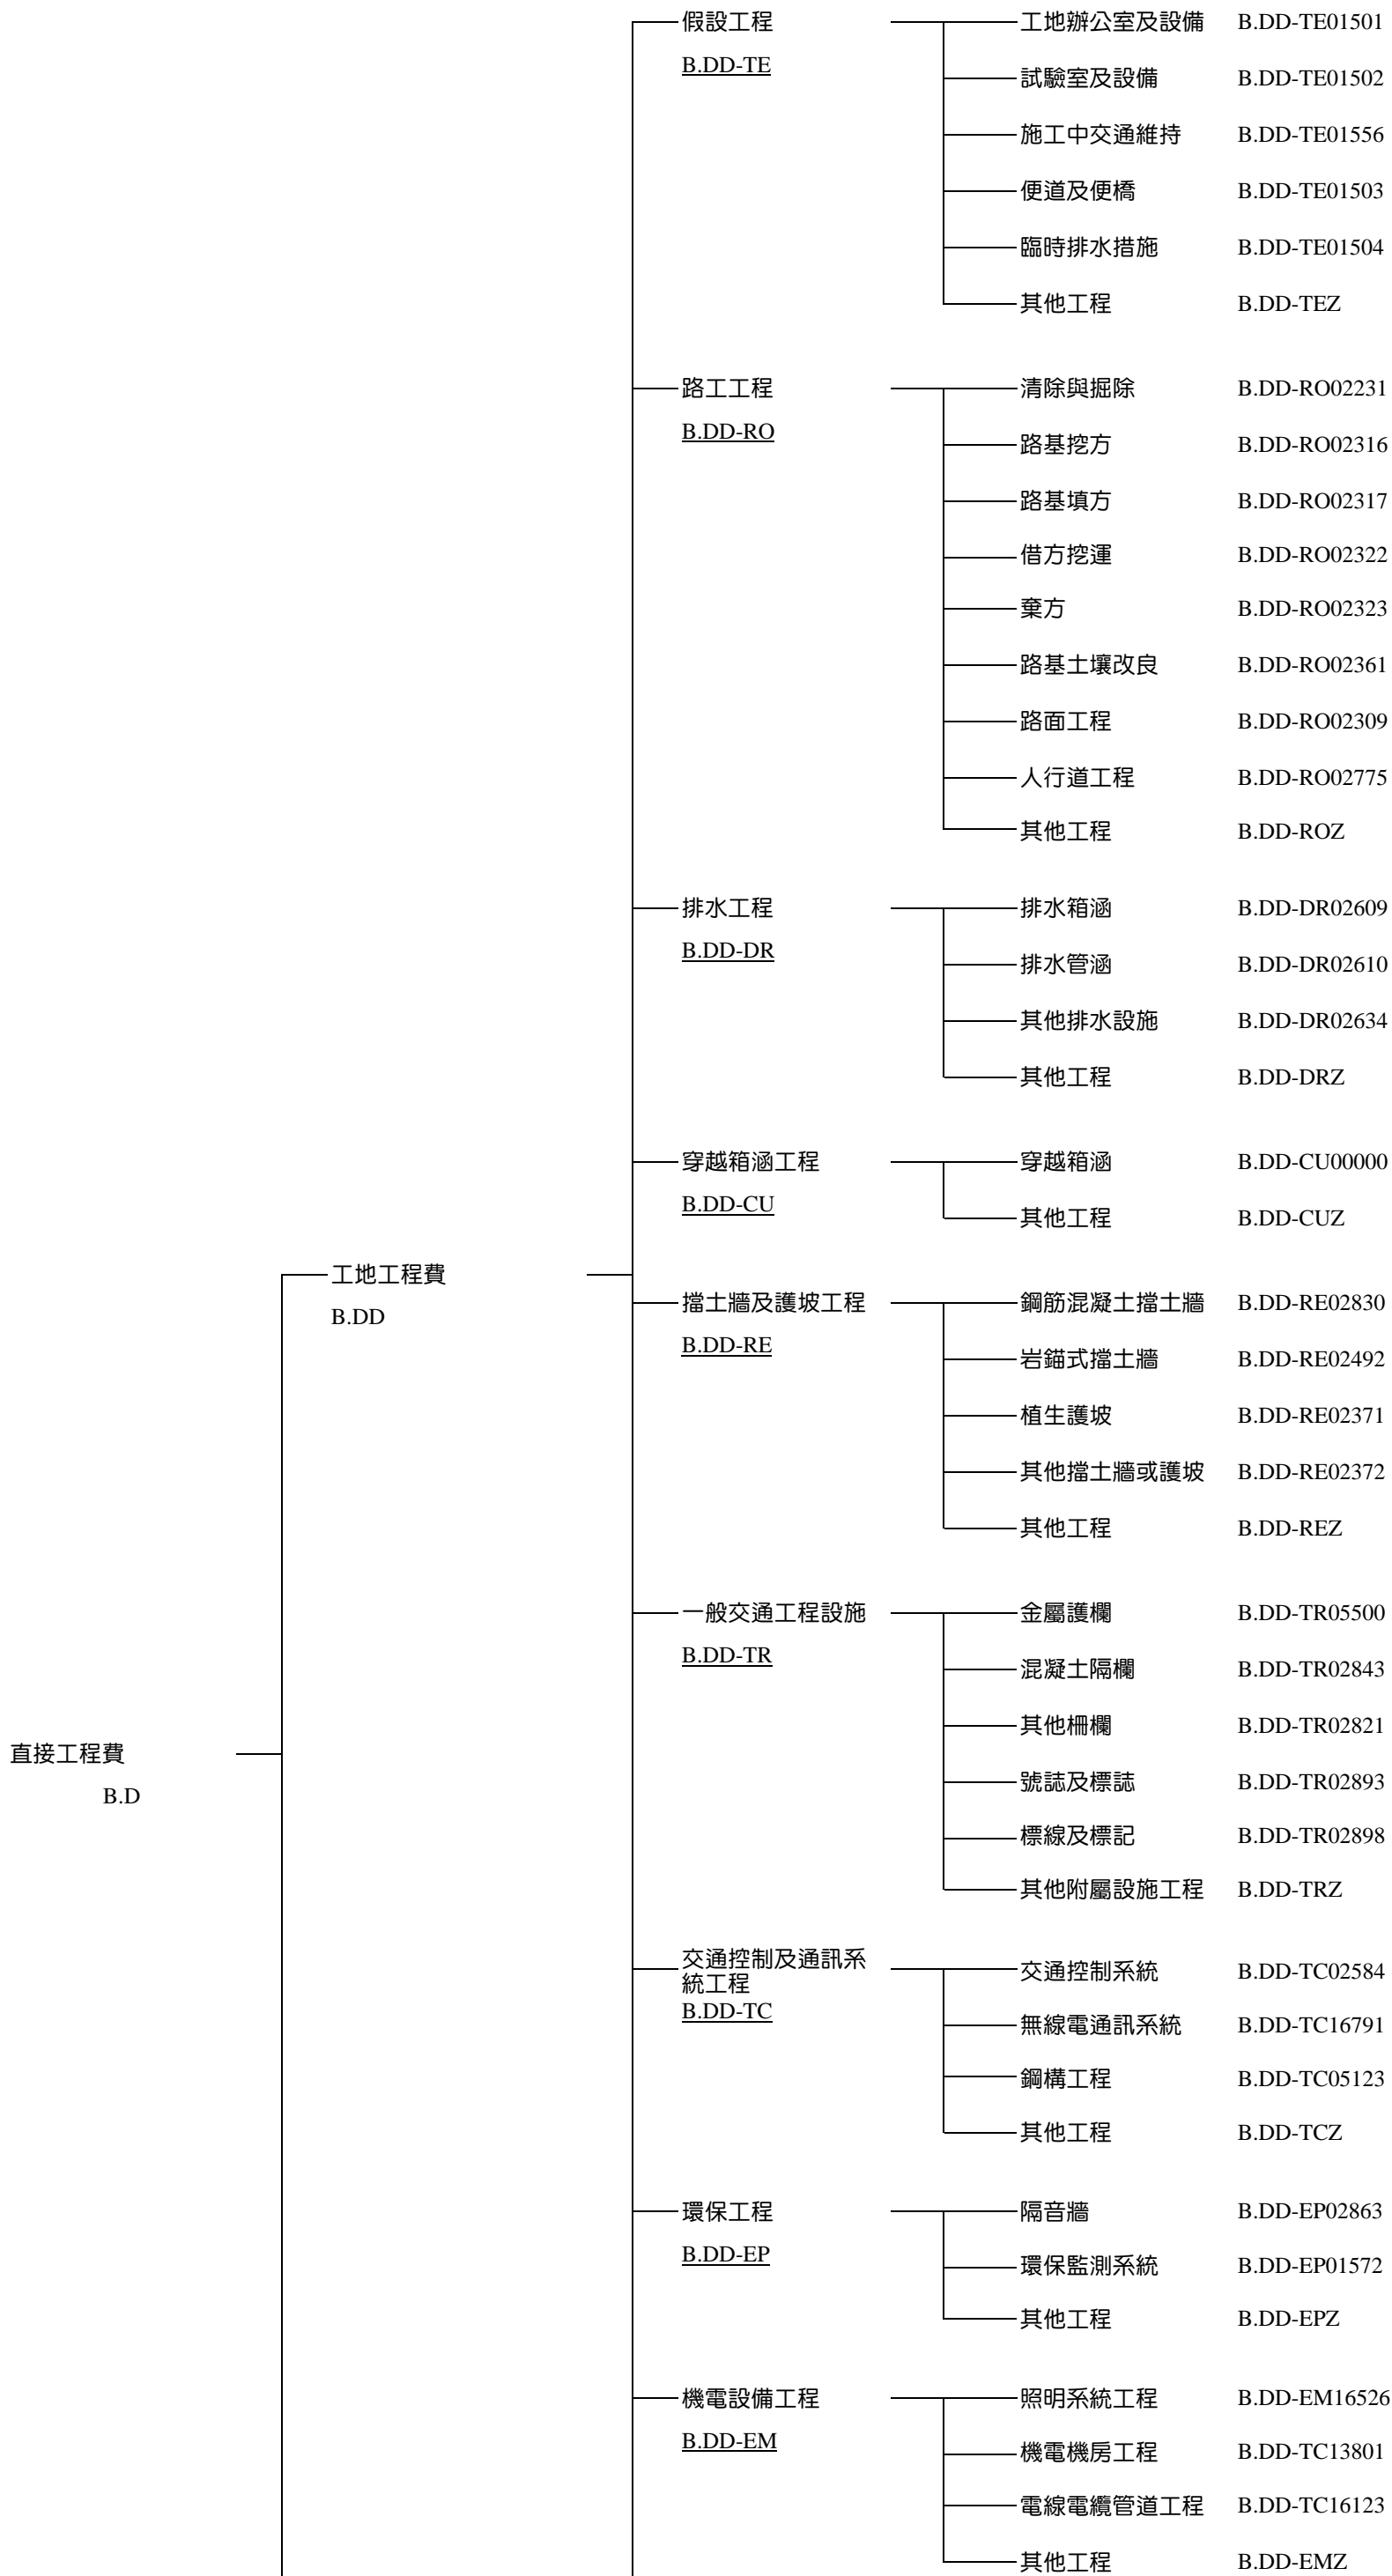 假設工程 工地辦公室及設備 B.DD-TE01501
B.DD-TE
試驗室及設備 B.DD-TE01502
施工中交通維持 B.DD-TE01556
便道及便橋 B.DD-TE01503
臨時排水措施 B.DD-TE01504
其他工程 B.DD-TEZ
路工工程 清除與掘除 B.DD-RO02231
B.DD-RO
路基挖方 B.DD-RO02316
路基填方 B.DD-RO02317
借方挖運 B.DD-RO02322
棄方 B.DD-RO02323
路基土壤改良 B.DD-RO02361
路面工程 B.DD-RO02309
人行道工程 B.DD-RO02775
其他工程 B.DD-ROZ
排水工程 排水箱涵 B.DD-DR02609
B.DD-DR
排水管涵 B.DD-DR02610
其他排水設施 B.DD-DR02634
其他工程 B.DD-DRZ
穿越箱涵工程 穿越箱涵 B.DD-CU00000
B.DD-CU
其他工程 B.DD-CUZ
工地工程費
B.DD
擋土牆及護坡工程 鋼筋混凝土擋土牆 B.DD-RE02830
B.DD-RE
岩錨式擋土牆 B.DD-RE02492
植生護坡 B.DD-RE02371
其他擋土牆或護坡 B.DD-RE02372
其他工程 B.DD-REZ
一般交通工程設施 金屬護欄 B.DD-TR05500
B.DD-TR
混凝土隔欄 B.DD-TR02843
其他柵欄 B.DD-TR02821
直接工程費
B.D
號誌及標誌 B.DD-TR02893
標線及標記 B.DD-TR02898
其他附屬設施工程 B.DD-TRZ
交通控制及通訊系
統工程
B.DD-TC
交通控制系統 B.DD-TC02584
無線電通訊系統 B.DD-TC16791
鋼構工程 B.DD-TC05123
其他工程 B.DD-TCZ
環保工程 隔音牆 B.DD-EP02863
B.DD-EP
環保監測系統 B.DD-EP01572
其他工程 B.DD-EPZ
機電設備工程 照明系統工程 B.DD-EM16526
B.DD-EM
機電機房工程 B.DD-TC13801
電線電纜管道工程 B.DD-TC16123
其他工程 B.DD-EMZ